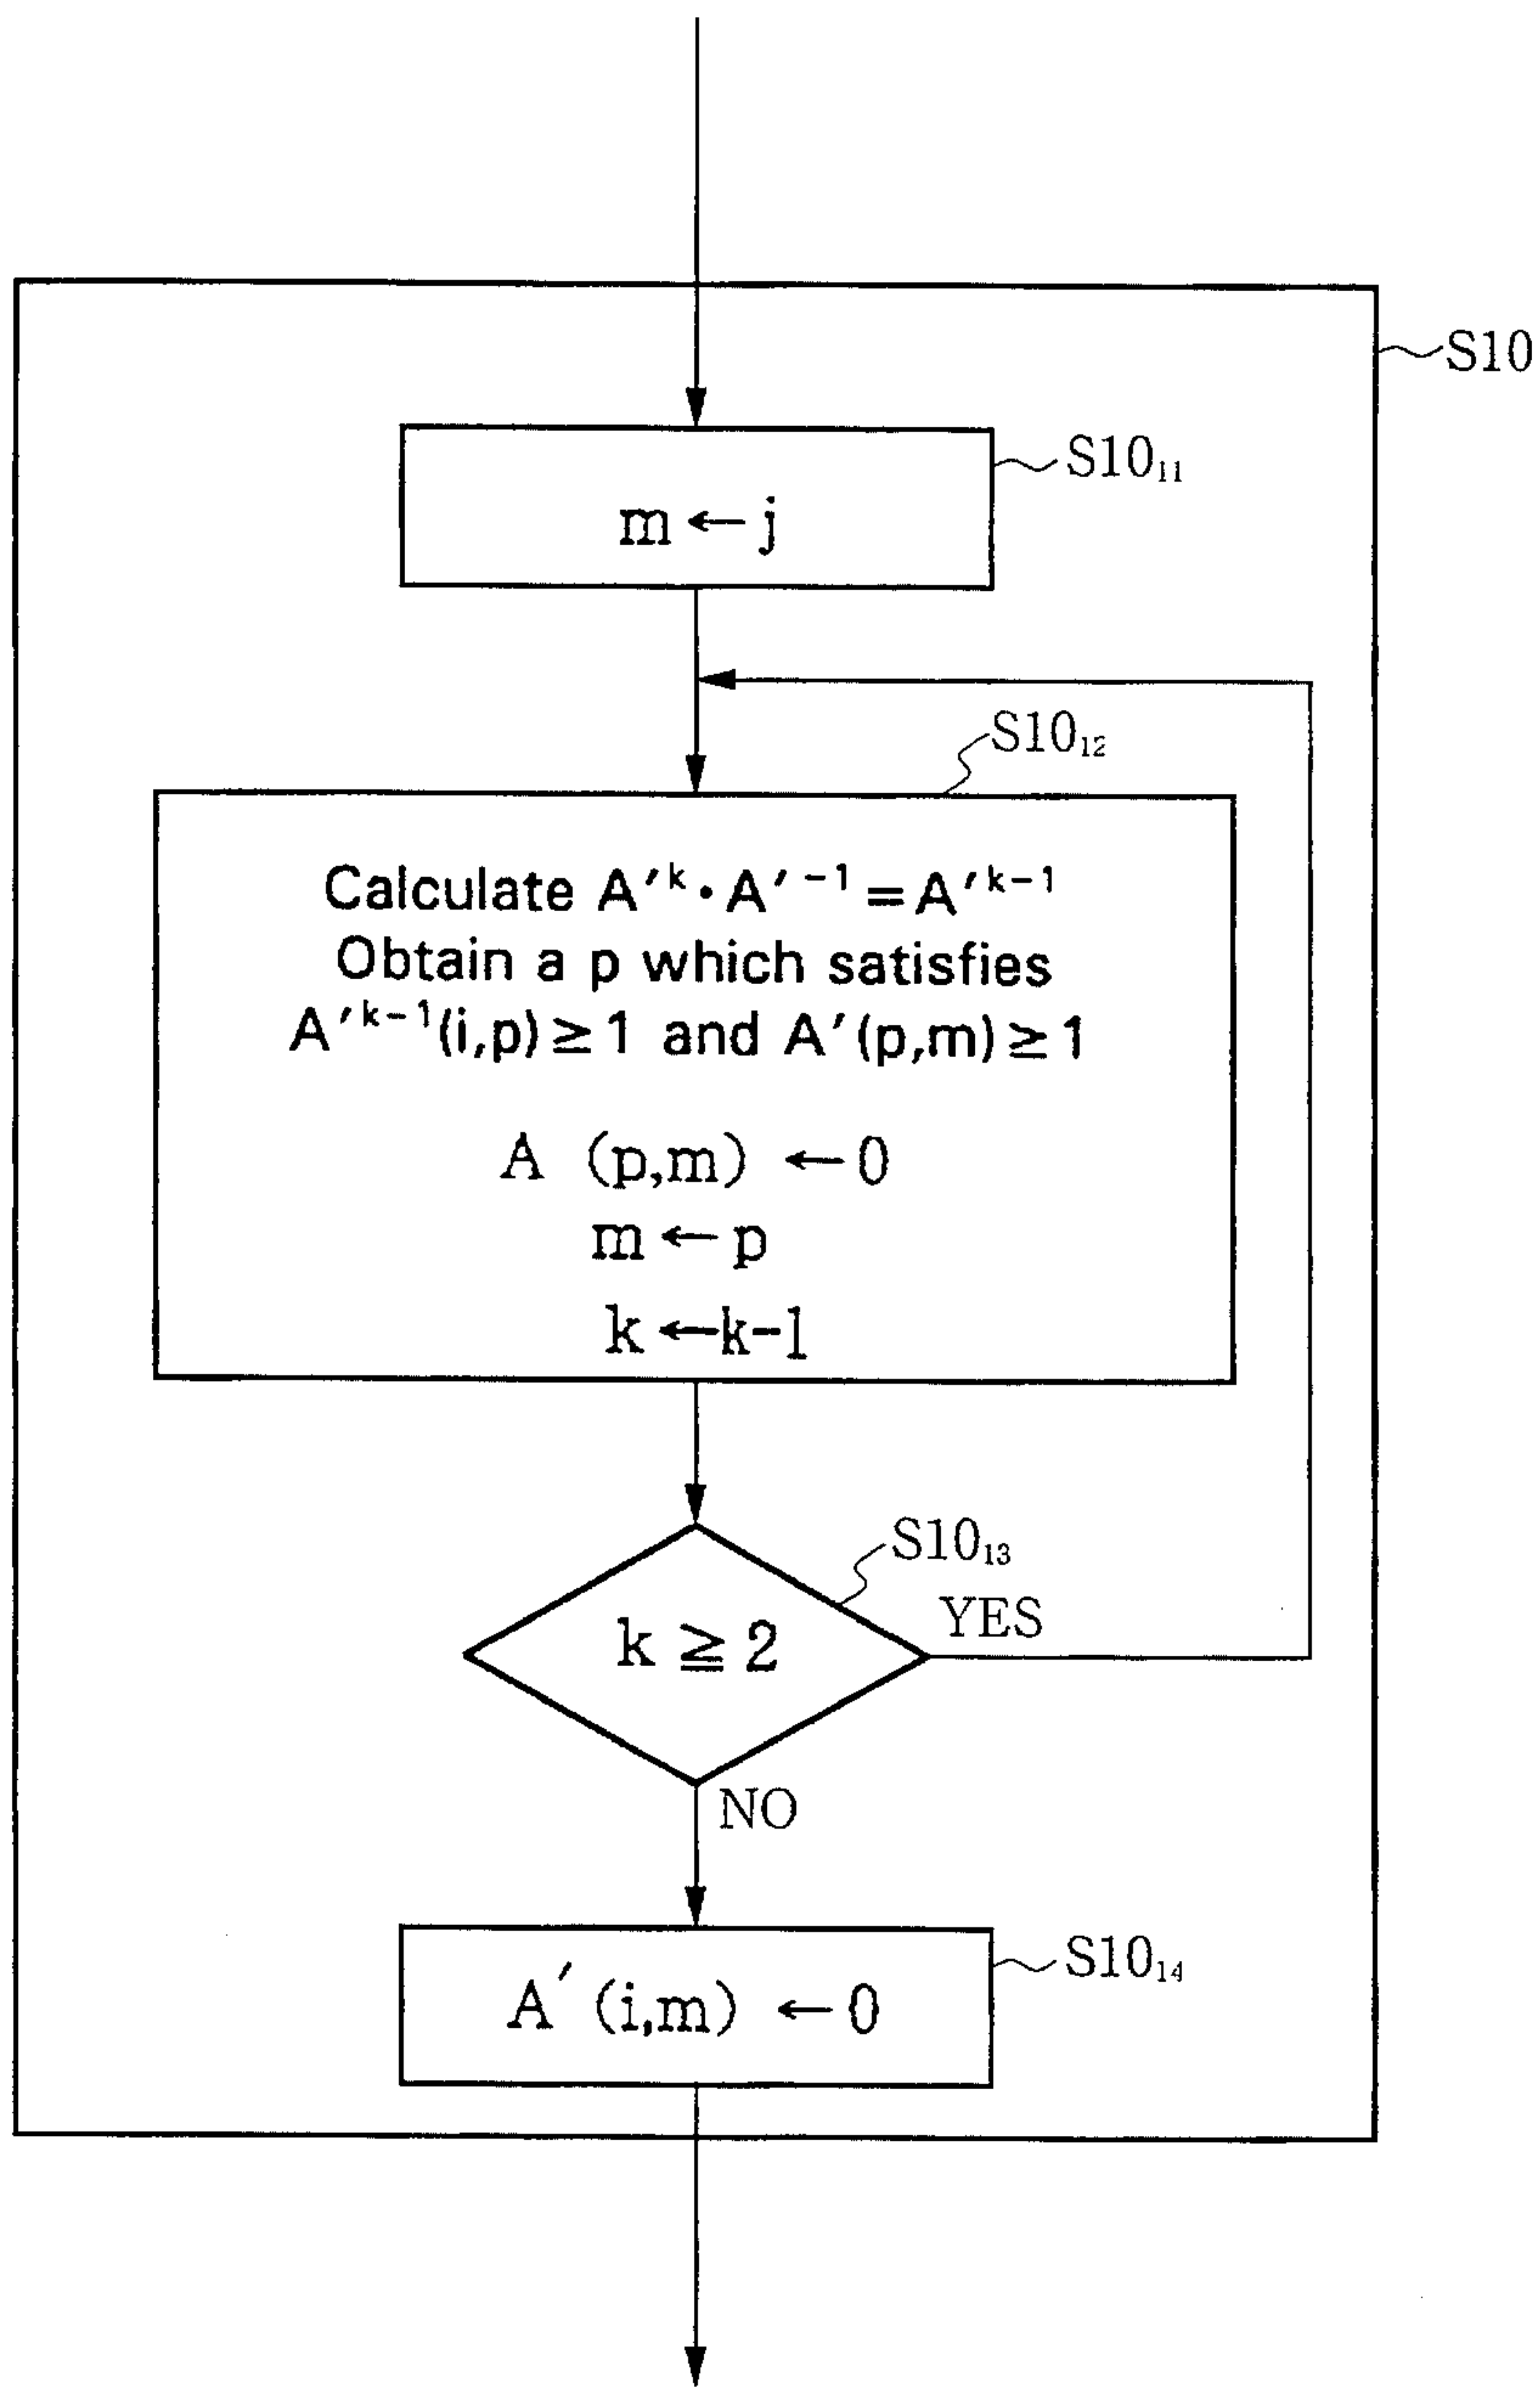 S10
S10₁₁
m ← j
S10₁₂
Calculate A′ᵏ · A′⁻¹ = A′ᵏ⁻¹
Obtain a p which satisfies
A′ᵏ⁻¹(i,p) ≥ 1 and A′(p,m) ≥ 1
A (p,m) ← 0
m ← p
k ← k-1
S10₁₃
k ≧ 2
YES
NO
S10₁₄
A′(i,m) ← 0